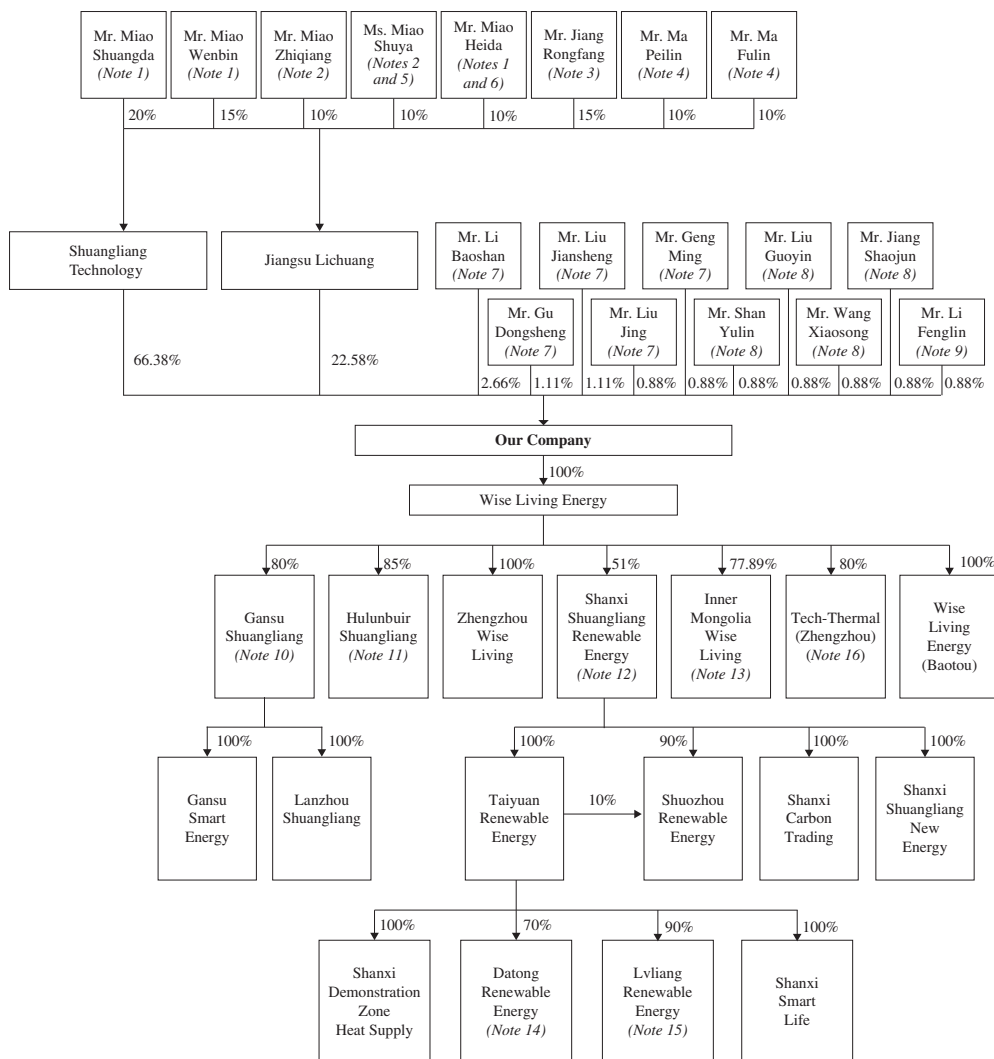 Mr. Miao
Shuangda
(Note 1)
Mr. Miao
Wenbin
(Note 1)
Mr. Miao
Zhiqiang
(Note 2)
Ms. Miao
Shuya
(Notes 2
and 5)
Mr. Miao
Heida
(Notes 1
and 6)
Mr. Jiang
Rongfang
(Note 3)
Mr. Ma
Peilin
(Note 4)
Mr. Ma
Fulin
(Note 4)
20%
15%
10%
10%
10%
15%
10%
10%
Shuangliang
Technology
Jiangsu Lichuang
Mr. Li
Baoshan
(Note 7)
Mr. Liu
Jiansheng
(Note 7)
Mr. Geng
Ming
(Note 7)
Mr. Liu
Guoyin
(Note 8)
Mr. Jiang
Shaojun
(Note 8)
Mr. Gu
Dongsheng
(Note 7)
Mr. Liu
Jing
(Note 7)
Mr. Shan
Yulin
(Note 8)
Mr. Wang
Xiaosong
(Note 8)
Mr. Li
Fenglin
(Note 9)
66.38%
22.58%
2.66%
1.11%
1.11%
0.88%
0.88%
0.88%
0.88%
0.88%
0.88%
0.88%
Our Company
100%
Wise Living Energy
80%
85%
100%
51%
77.89%
80%
100%
Gansu
Shuangliang
(Note 10)
Hulunbuir
Shuangliang
(Note 11)
Zhengzhou
Wise
Living
Shanxi
Shuangliang
Renewable
Energy
(Note 12)
Inner
Mongolia
Wise
Living
(Note 13)
Tech-Thermal
(Zhengzhou)
(Note 16)
Wise
Living
Energy
(Baotou)
100%
100%
100%
90%
100%
100%
Gansu
Smart
Energy
Lanzhou
Shuangliang
Taiyuan
Renewable
Energy
10%
Shuozhou
Renewable
Energy
Shanxi
Carbon
Trading
Shanxi
Shuangliang
New
Energy
100%
70%
90%
100%
Shanxi
Demonstration
Zone
Heat Supply
Datong
Renewable
Energy
(Note 14)
Lvliang
Renewable
Energy
(Note 15)
Shanxi
Smart
Life